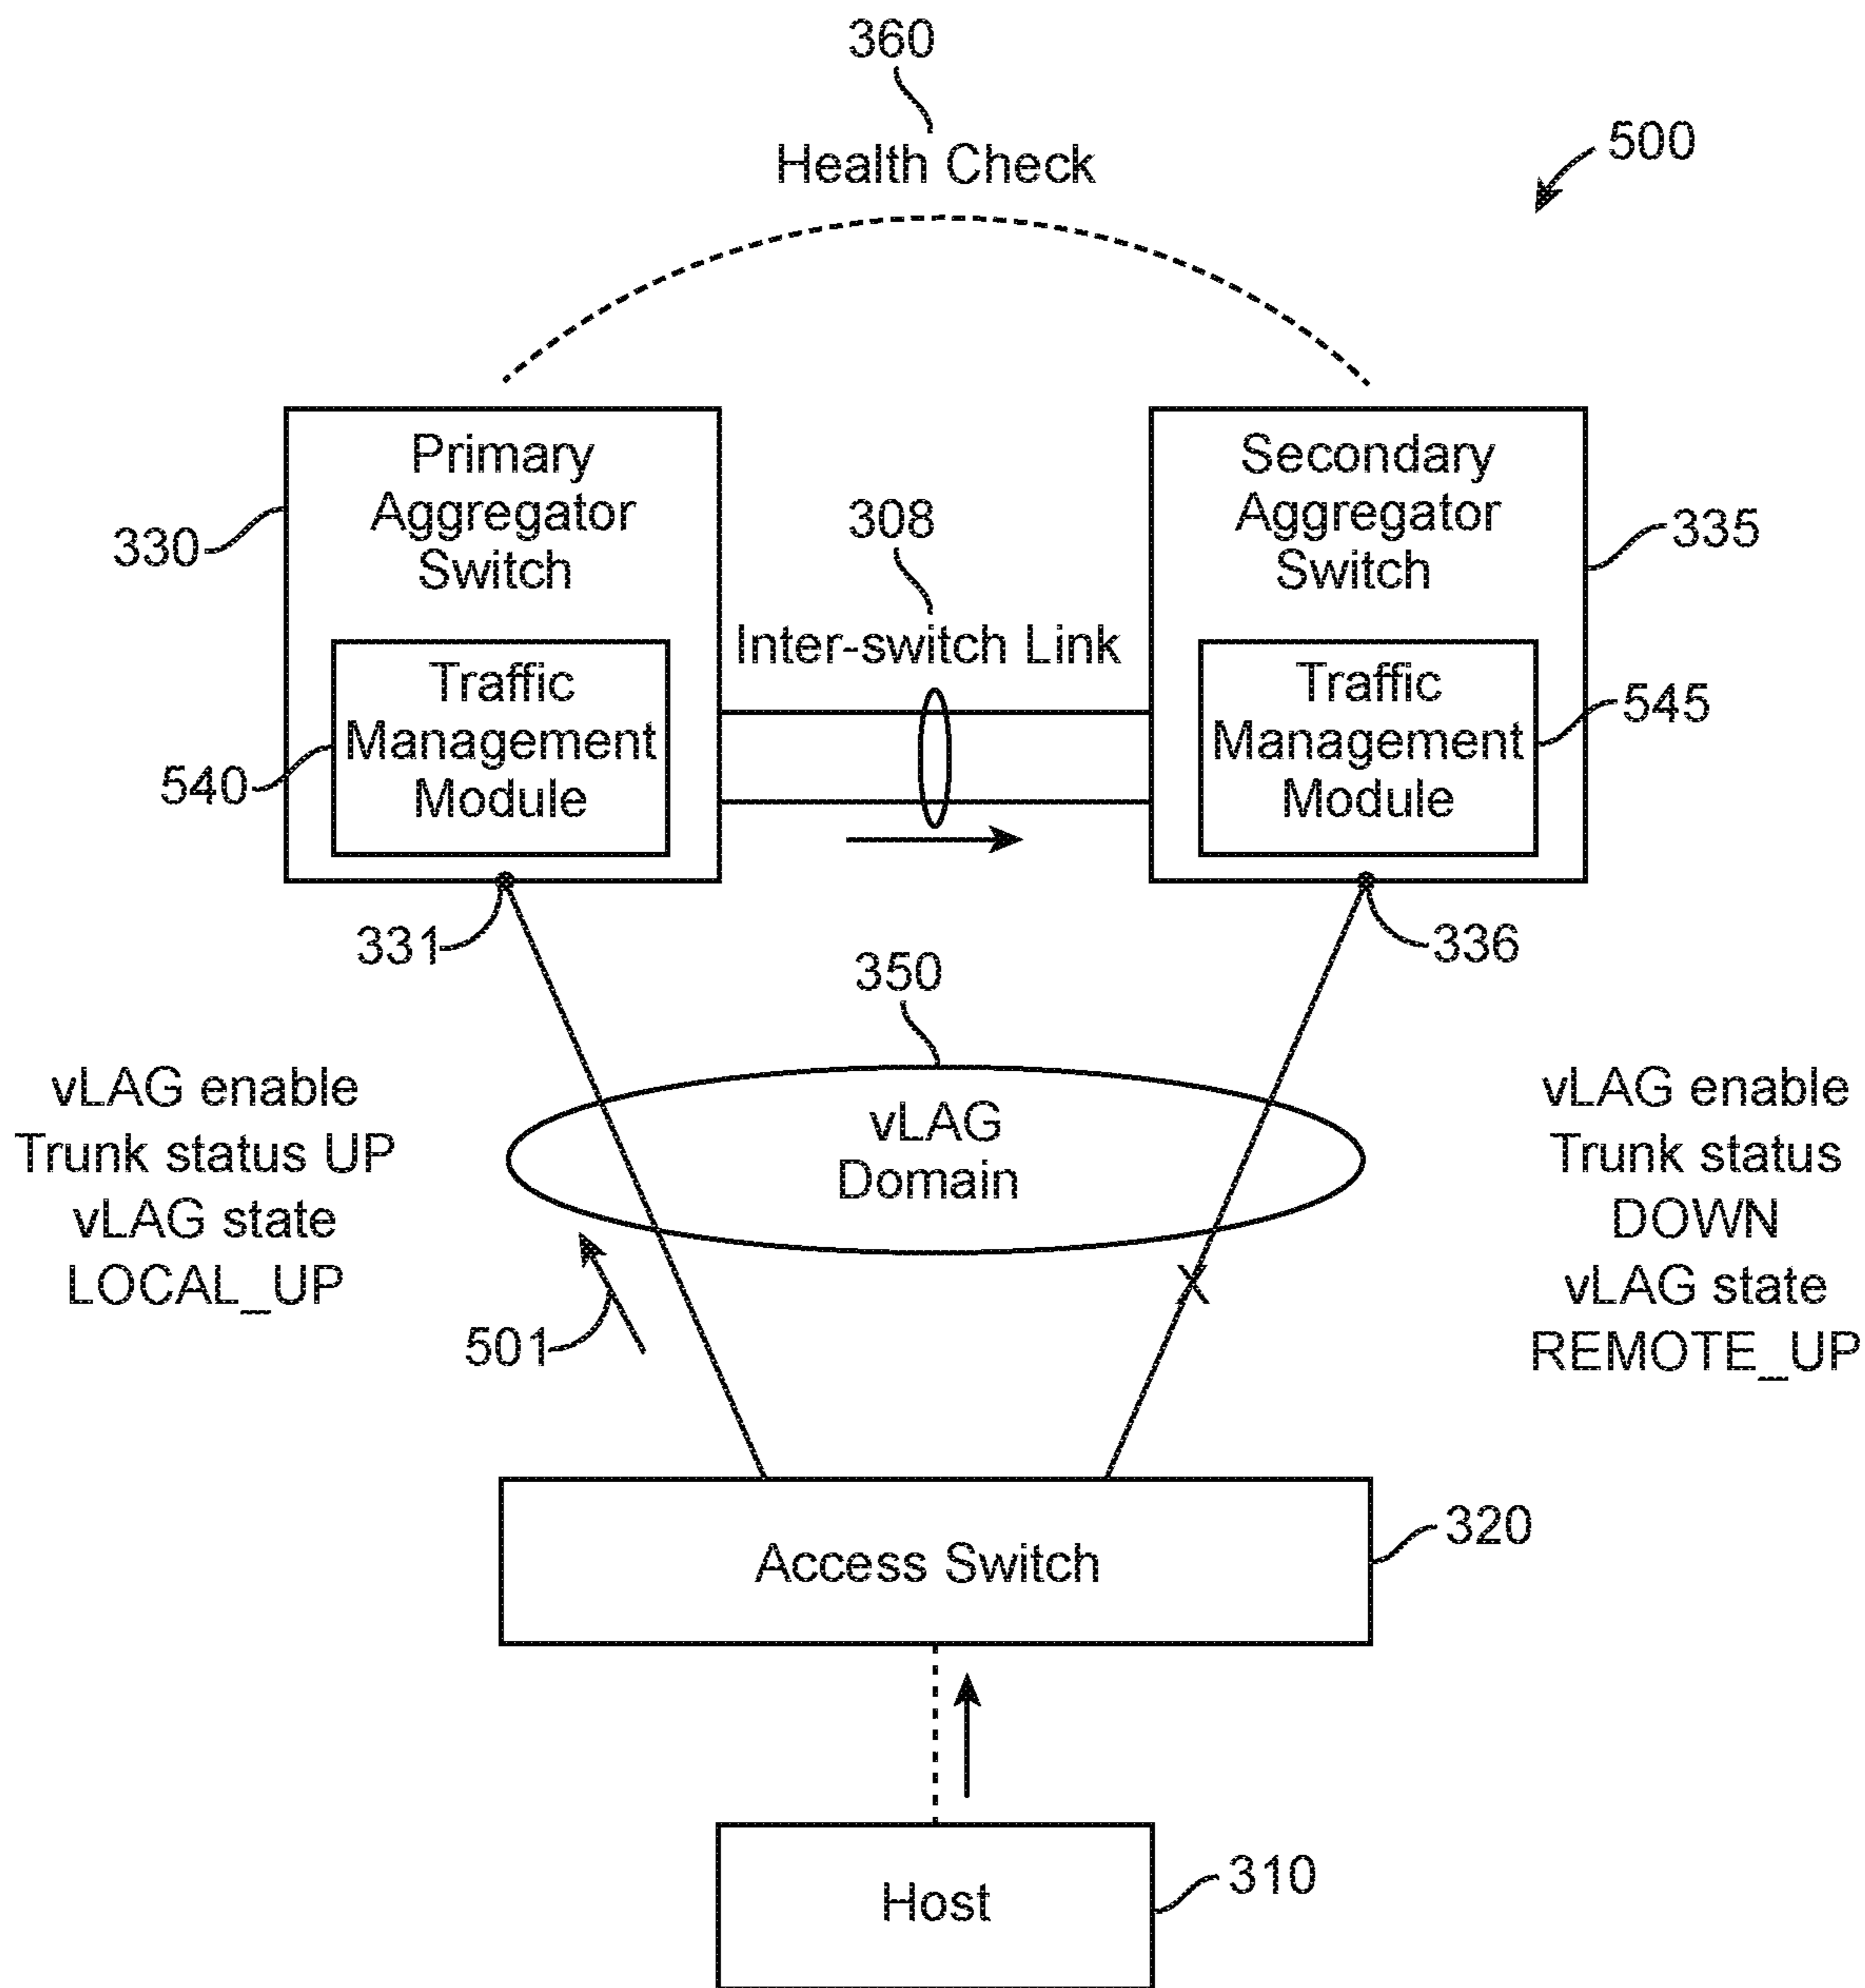 360
Health Check
500
Primary
Aggregator
Switch
330
Secondary
Aggregator
Switch
335
308
Inter-switch Link
Traffic
Management
Module
540
Traffic
Management
Module
545
331
336
350
vLAG
Domain
vLAG enable
Trunk status UP
vLAG state
LOCAL_UP
vLAG enable
Trunk status
DOWN
vLAG state
REMOTE_UP
501
X
Access Switch
320
Host
310